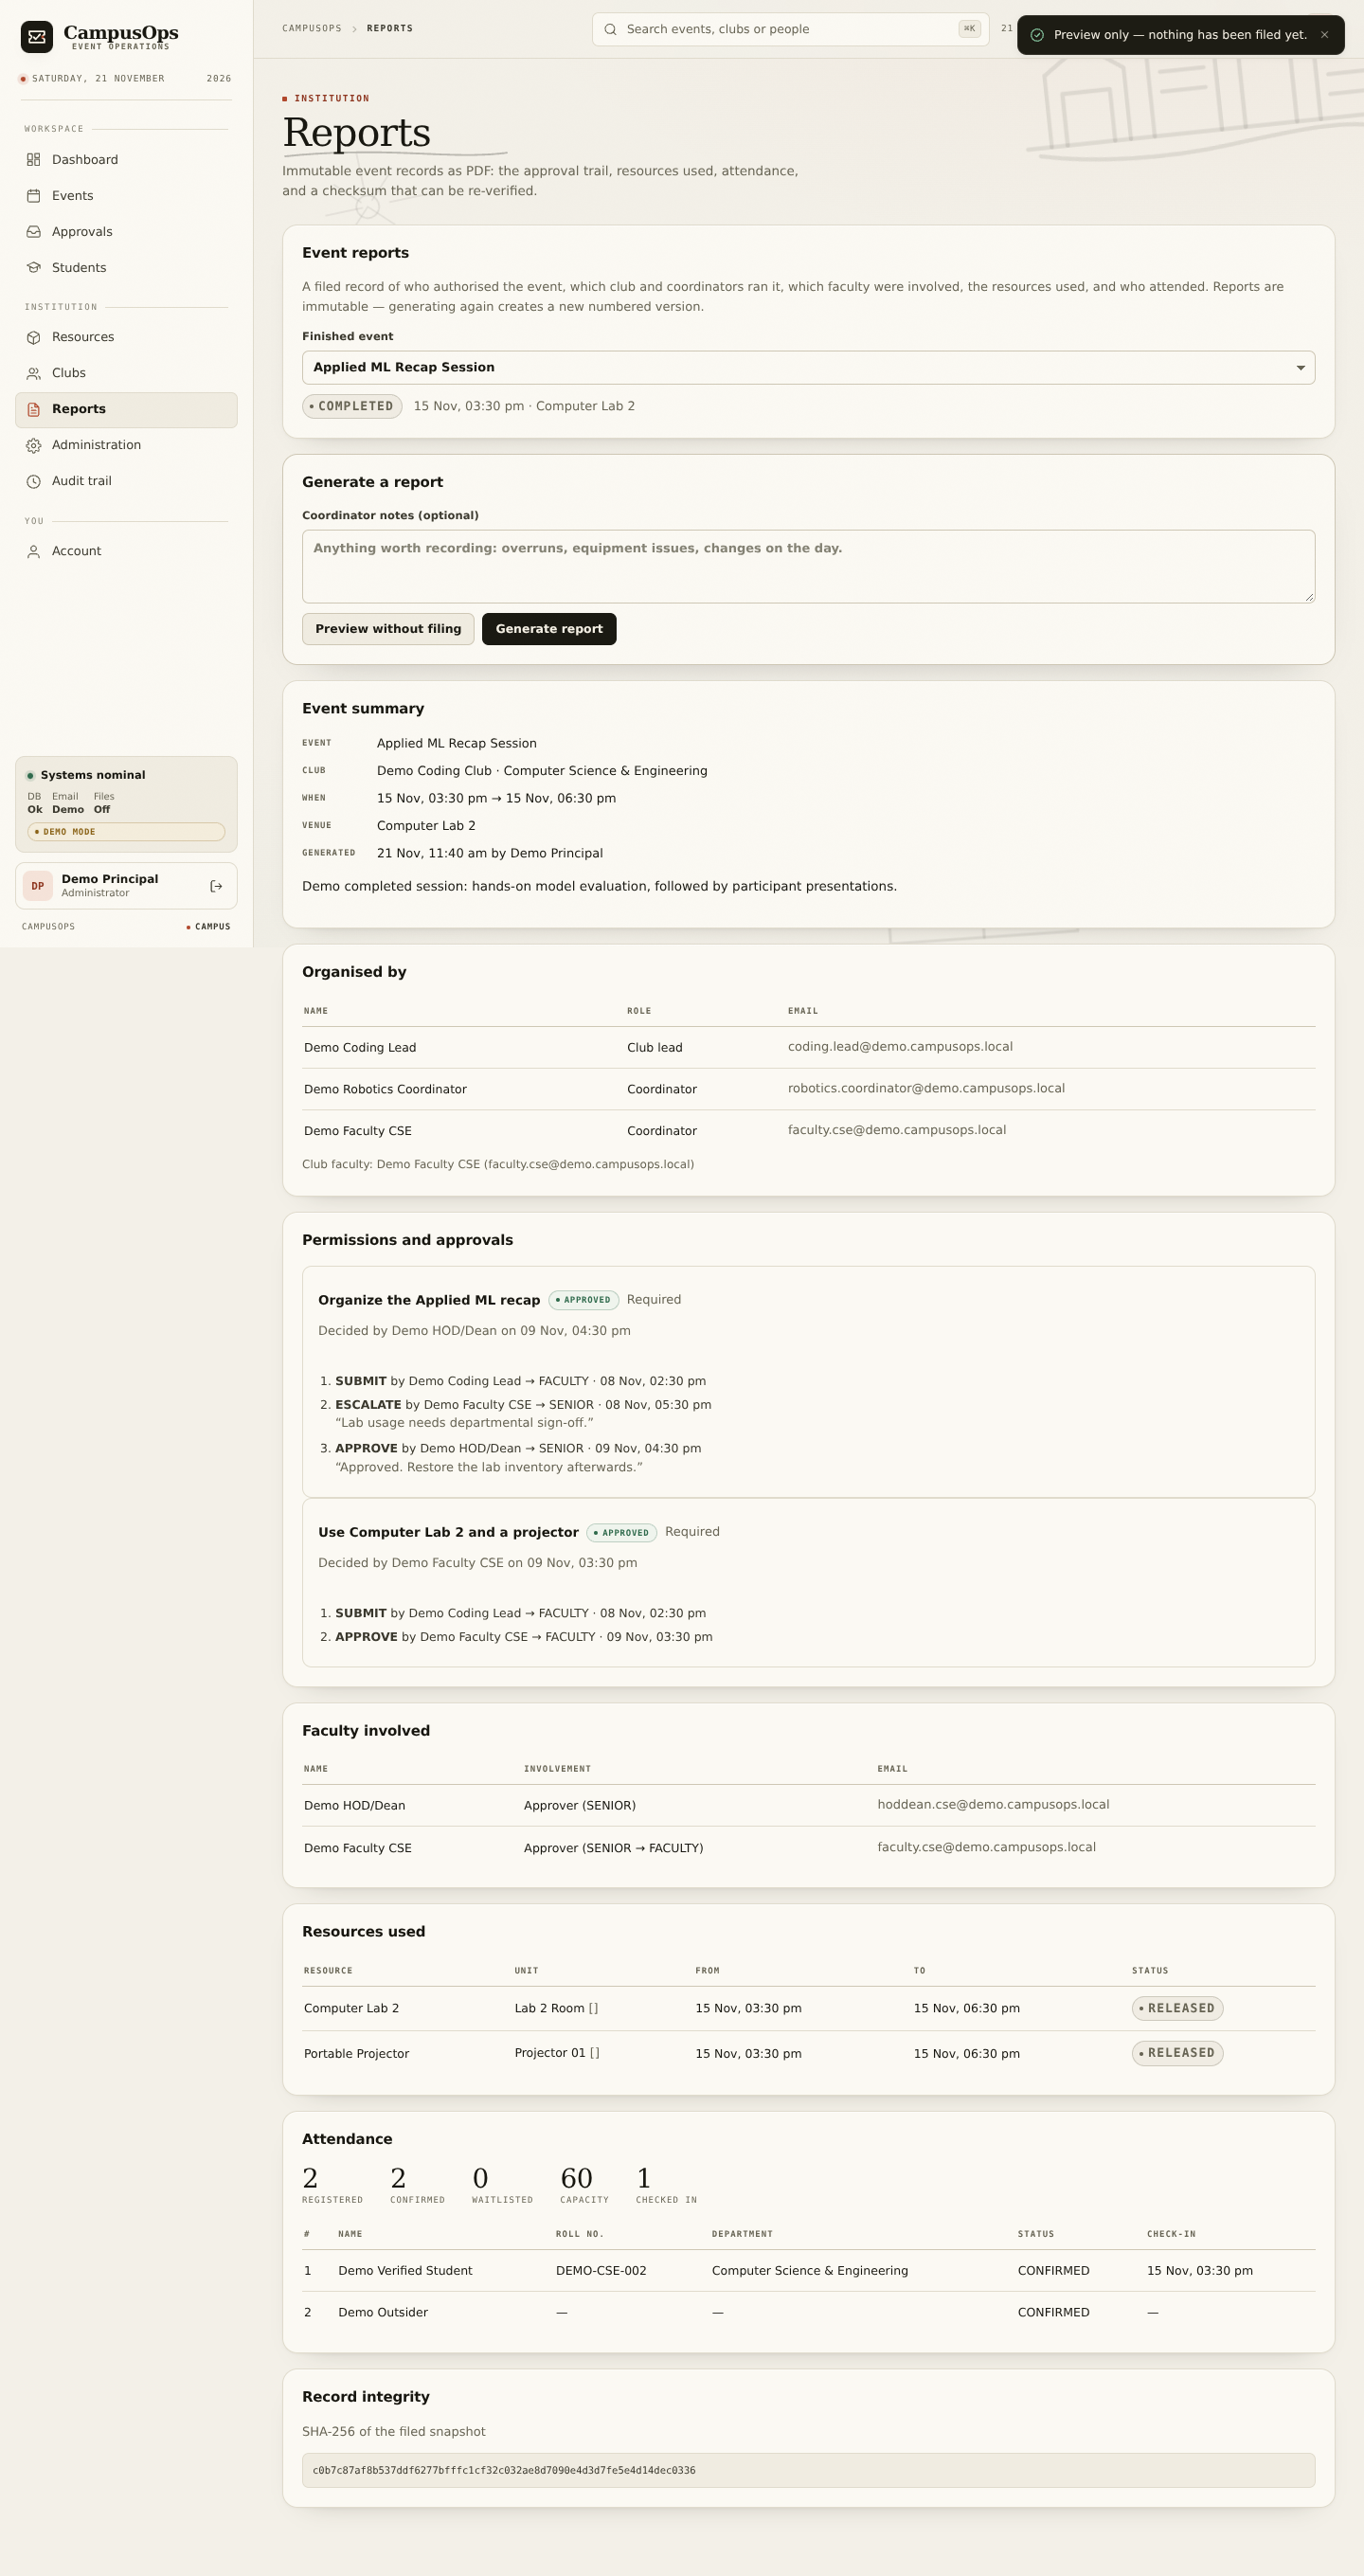 CampusOps
EVENT OPERATIONS
SATURDAY, 21 NOVEMBER 2026
WORKSPACE
Dashboard
Events
Approvals
Students
INSTITUTION
Resources
Clubs
Reports
Administration
Audit trail
YOU
Account
Systems nominal
DB Email Files
Ok Demo Off
DEMO MODE
DP
Demo Principal
Administrator
CAMPUSOPS CAMPUS
CAMPUSOPS > REPORTS
Search events, clubs or people ⌘K
21
Preview only — nothing has been filed yet. ×
INSTITUTION
Reports
Immutable event records as PDF: the approval trail, resources used, attendance,
and a checksum that can be re-verified.
Event reports
A filed record of who authorised the event, which club and coordinators ran it, which faculty were involved, the resources used, and who attended. Reports are
immutable — generating again creates a new numbered version.
Finished event
Applied ML Recap Session
COMPLETED 15 Nov, 03:30 pm · Computer Lab 2
Generate a report
Coordinator notes (optional)
Anything worth recording: overruns, equipment issues, changes on the day.
Preview without filing Generate report
Event summary
EVENT Applied ML Recap Session
CLUB Demo Coding Club · Computer Science & Engineering
WHEN 15 Nov, 03:30 pm → 15 Nov, 06:30 pm
VENUE Computer Lab 2
GENERATED 21 Nov, 11:40 am by Demo Principal
Demo completed session: hands-on model evaluation, followed by participant presentations.
Organised by
NAME ROLE EMAIL
Demo Coding Lead Club lead coding.lead@demo.campusops.local
Demo Robotics Coordinator Coordinator robotics.coordinator@demo.campusops.local
Demo Faculty CSE Coordinator faculty.cse@demo.campusops.local
Club faculty: Demo Faculty CSE (faculty.cse@demo.campusops.local)
Permissions and approvals
Organize the Applied ML recap APPROVED Required
Decided by Demo HOD/Dean on 09 Nov, 04:30 pm
1. SUBMIT by Demo Coding Lead → FACULTY · 08 Nov, 02:30 pm
2. ESCALATE by Demo Faculty CSE → SENIOR · 08 Nov, 05:30 pm
“Lab usage needs departmental sign-off.”
3. APPROVE by Demo HOD/Dean → SENIOR · 09 Nov, 04:30 pm
“Approved. Restore the lab inventory afterwards.”
Use Computer Lab 2 and a projector APPROVED Required
Decided by Demo Faculty CSE on 09 Nov, 03:30 pm
1. SUBMIT by Demo Coding Lead → FACULTY · 08 Nov, 02:30 pm
2. APPROVE by Demo Faculty CSE → FACULTY · 09 Nov, 03:30 pm
Faculty involved
NAME INVOLVEMENT EMAIL
Demo HOD/Dean Approver (SENIOR) hoddean.cse@demo.campusops.local
Demo Faculty CSE Approver (SENIOR → FACULTY) faculty.cse@demo.campusops.local
Resources used
RESOURCE UNIT FROM TO STATUS
Computer Lab 2 Lab 2 Room [] 15 Nov, 03:30 pm 15 Nov, 06:30 pm RELEASED
Portable Projector Projector 01 [] 15 Nov, 03:30 pm 15 Nov, 06:30 pm RELEASED
Attendance
2 2 0 60 1
REGISTERED CONFIRMED WAITLISTED CAPACITY CHECKED IN
# NAME ROLL NO. DEPARTMENT STATUS CHECK-IN
1 Demo Verified Student DEMO-CSE-002 Computer Science & Engineering CONFIRMED 15 Nov, 03:30 pm
2 Demo Outsider — — CONFIRMED —
Record integrity
SHA-256 of the filed snapshot
c0b7c87af8b537ddf6277bfffc1cf32c032ae8d7090e4d3d7fe5e4d14dec0336